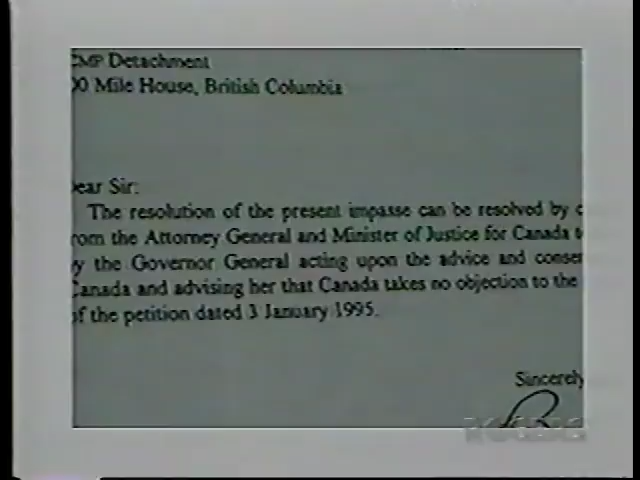 CMP Detachment
00 Mile House, British Columbia
Dear Sir:
The resolution of the present impasse can be resolved by c
rom the Attorney General and Minister of Justice for Canada t
y the Governor General acting upon the advice and conse
Canada and advising her that Canada takes no objection to the
of the petition dated 3 January 1995.
Sincerely